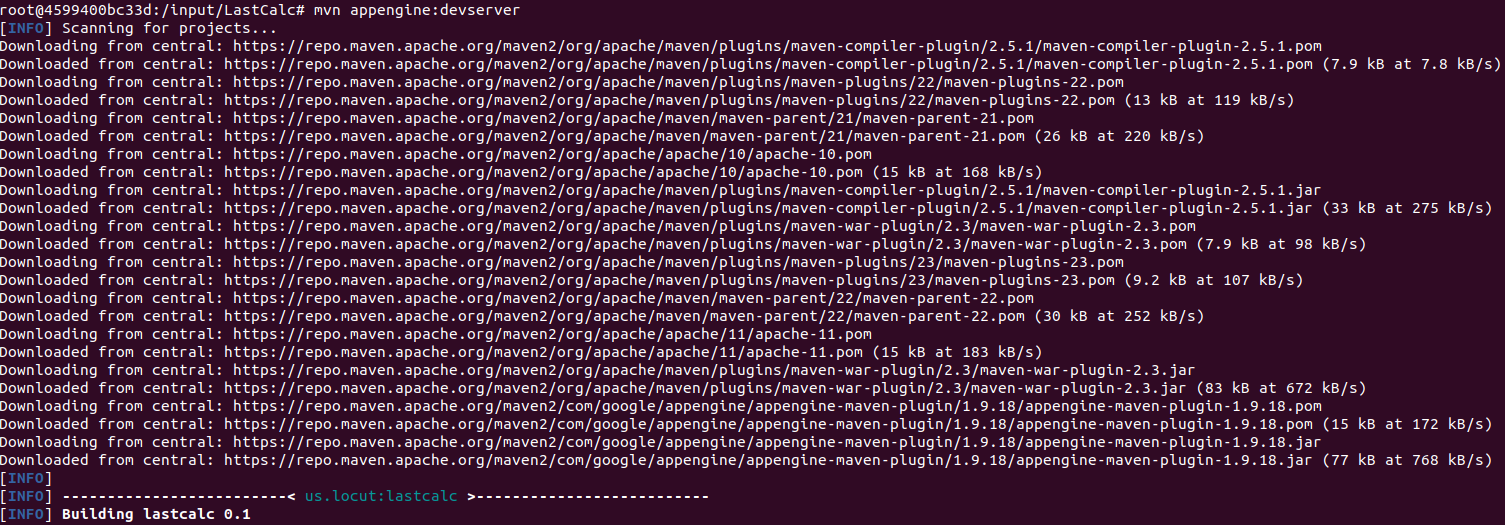 root@4599400bc33d:/input/LastCalc# mvn appengine:devserver
[INFO] Scanning for projects...
Downloading from central: https://repo.maven.apache.org/maven2/org/apache/maven/plugins/maven-compiler-plugin/2.5.1/maven-compiler-plugin-2.5.1.pom
Downloaded from central: https://repo.maven.apache.org/maven2/org/apache/maven/plugins/maven-compiler-plugin/2.5.1/maven-compiler-plugin-2.5.1.pom (7.9 kB at 7.8 kB/s)
Downloading from central: https://repo.maven.apache.org/maven2/org/apache/maven/plugins/maven-plugins/22/maven-plugins-22.pom
Downloaded from central: https://repo.maven.apache.org/maven2/org/apache/maven/plugins/maven-plugins/22/maven-plugins-22.pom (13 kB at 119 kB/s)
Downloading from central: https://repo.maven.apache.org/maven2/org/apache/maven/maven-parent/21/maven-parent-21.pom
Downloaded from central: https://repo.maven.apache.org/maven2/org/apache/maven/maven-parent/21/maven-parent-21.pom (26 kB at 220 kB/s)
Downloading from central: https://repo.maven.apache.org/maven2/org/apache/apache/10/apache-10.pom
Downloaded from central: https://repo.maven.apache.org/maven2/org/apache/apache/10/apache-10.pom (15 kB at 168 kB/s)
Downloading from central: https://repo.maven.apache.org/maven2/org/apache/maven/plugins/maven-compiler-plugin/2.5.1/maven-compiler-plugin-2.5.1.jar
Downloaded from central: https://repo.maven.apache.org/maven2/org/apache/maven/plugins/maven-compiler-plugin/2.5.1/maven-compiler-plugin-2.5.1.jar (33 kB at 275 kB/s)
Downloading from central: https://repo.maven.apache.org/maven2/org/apache/maven/plugins/maven-war-plugin/2.3/maven-war-plugin-2.3.pom
Downloaded from central: https://repo.maven.apache.org/maven2/org/apache/maven/plugins/maven-war-plugin/2.3/maven-war-plugin-2.3.pom (7.9 kB at 98 kB/s)
Downloading from central: https://repo.maven.apache.org/maven2/org/apache/maven/plugins/maven-plugins/23/maven-plugins-23.pom
Downloaded from central: https://repo.maven.apache.org/maven2/org/apache/maven/plugins/maven-plugins/23/maven-plugins-23.pom (9.2 kB at 107 kB/s)
Downloading from central: https://repo.maven.apache.org/maven2/org/apache/maven/maven-parent/22/maven-parent-22.pom
Downloaded from central: https://repo.maven.apache.org/maven2/org/apache/maven/maven-parent/22/maven-parent-22.pom (30 kB at 252 kB/s)
Downloading from central: https://repo.maven.apache.org/maven2/org/apache/apache/11/apache-11.pom
Downloaded from central: https://repo.maven.apache.org/maven2/org/apache/apache/11/apache-11.pom (15 kB at 183 kB/s)
Downloading from central: https://repo.maven.apache.org/maven2/org/apache/maven/plugins/maven-war-plugin/2.3/maven-war-plugin-2.3.jar
Downloaded from central: https://repo.maven.apache.org/maven2/org/apache/maven/plugins/maven-war-plugin/2.3/maven-war-plugin-2.3.jar (83 kB at 672 kB/s)
Downloading from central: https://repo.maven.apache.org/maven2/com/google/appengine/appengine-maven-plugin/1.9.18/appengine-maven-plugin-1.9.18.pom
Downloaded from central: https://repo.maven.apache.org/maven2/com/google/appengine/appengine-maven-plugin/1.9.18/appengine-maven-plugin-1.9.18.pom (15 kB at 172 kB/s)
Downloading from central: https://repo.maven.apache.org/maven2/com/google/appengine/appengine-maven-plugin/1.9.18/appengine-maven-plugin-1.9.18.jar
Downloaded from central: https://repo.maven.apache.org/maven2/com/google/appengine/appengine-maven-plugin/1.9.18/appengine-maven-plugin-1.9.18.jar (77 kB at 768 kB/s)
[INFO]
[INFO] -------------------------< us.locut:lastcalc >--------------------------
[INFO] Building lastcalc 0.1